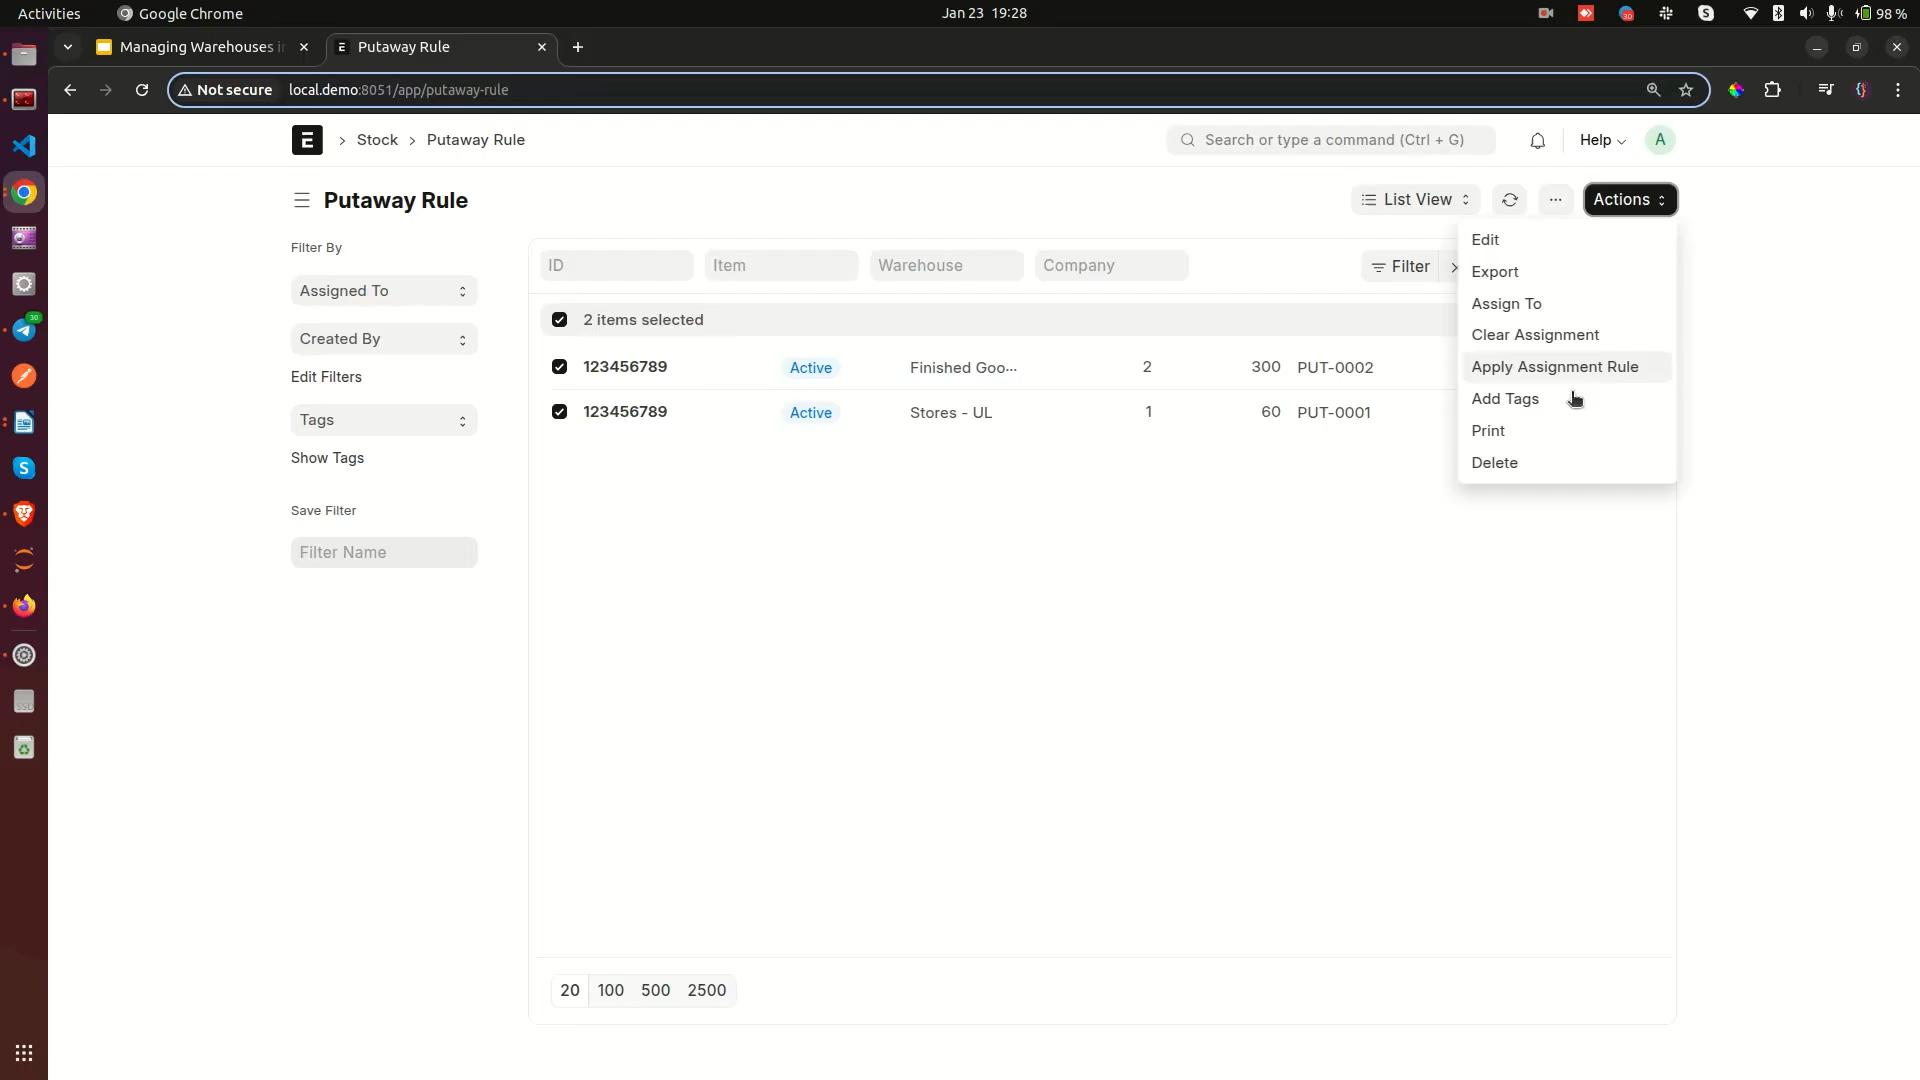 Activities
Google Chrome
Jan 23 19:28
98 %
Managing Warehouses in
Putaway Rule
Not secure
local.demo:8051/app/putaway-rule
Stock
Putaway Rule
Search or type a command (Ctrl + G)
Help
A
Putaway Rule
List View
Actions
Filter By
Assigned To
Created By
Edit Filters
Tags
Show Tags
Save Filter
Filter Name
ID
Item
Warehouse
Company
Filter
2 items selected
123456789 Active Finished Goo... 2 300 PUT-0002
123456789 Active Stores - UL 1 60 PUT-0001
Edit
Export
Assign To
Clear Assignment
Apply Assignment Rule
Add Tags
Print
Delete
20 100 500 2500
30
30
S
S
SSD